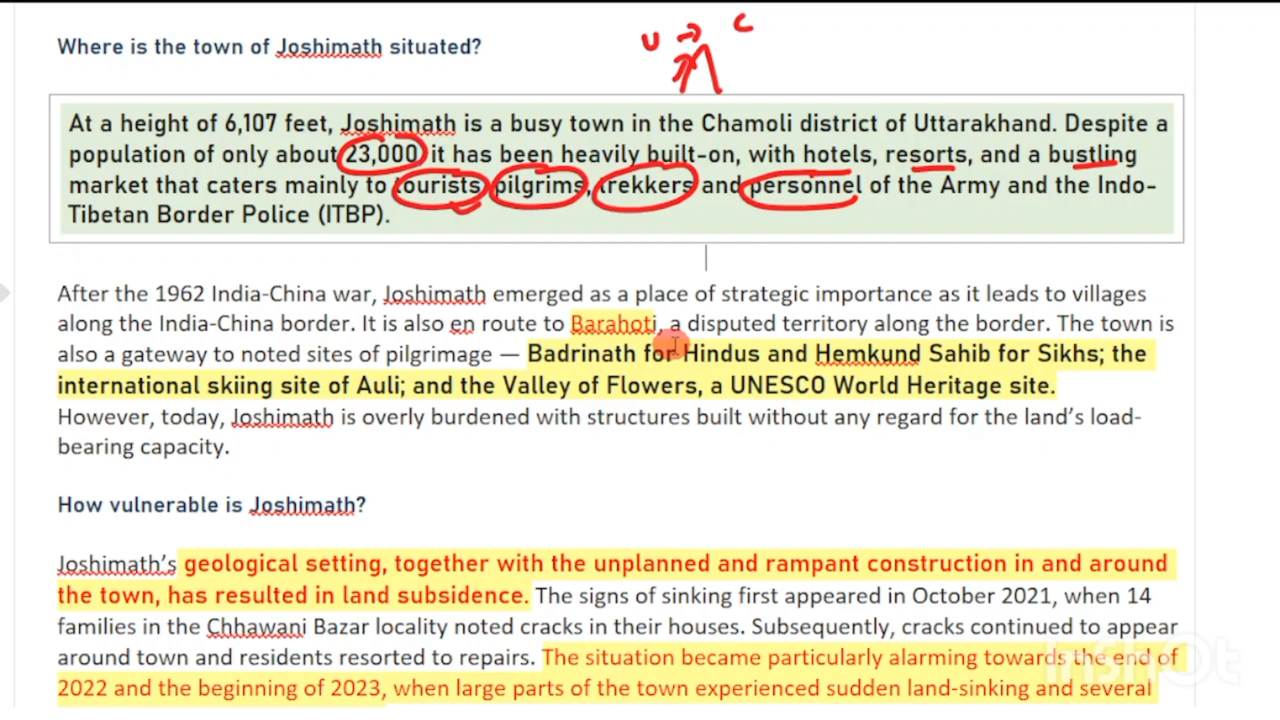 U → C
Where is the town of Joshimath situated?
At a height of 6,107 feet, Joshimath is a busy town in the Chamoli district of Uttarakhand. Despite a
population of only about 23,000 it has been heavily built-on, with hotels, resorts, and a bustling
market that caters mainly to tourists pilgrims, trekkers and personnel of the Army and the Indo-
Tibetan Border Police (ITBP).
After the 1962 India-China war, Joshimath emerged as a place of strategic importance as it leads to villages
along the India-China border. It is also en route to Barahoti, a disputed territory along the border. The town is
also a gateway to noted sites of pilgrimage — Badrinath for Hindus and Hemkund Sahib for Sikhs; the
international skiing site of Auli; and the Valley of Flowers, a UNESCO World Heritage site.
However, today, Joshimath is overly burdened with structures built without any regard for the land's load-
bearing capacity.
How vulnerable is Joshimath?
Joshimath's geological setting, together with the unplanned and rampant construction in and around
the town, has resulted in land subsidence. The signs of sinking first appeared in October 2021, when 14
families in the Chhawani Bazar locality noted cracks in their houses. Subsequently, cracks continued to appear
around town and residents resorted to repairs. The situation became particularly alarming towards the end of
2022 and the beginning of 2023, when large parts of the town experienced sudden land-sinking and several
InShOt